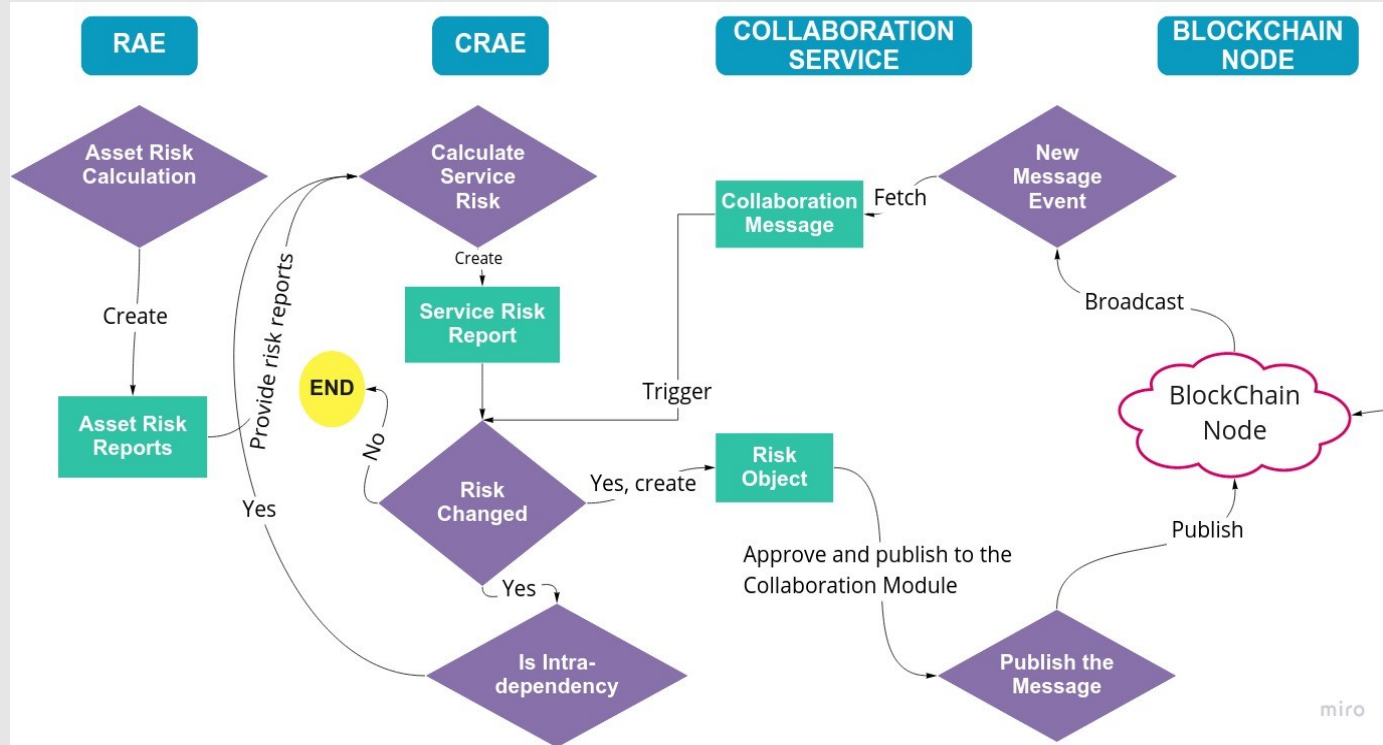 RAE
CRAE
COLLABORATION
SERVICE
BLOCKCHAIN
NODE
Asset Risk
Calculation
Create
Asset Risk
Reports
Provide risk reports
Calculate
Service
Risk
Create
Service Risk
Report
END
No
Risk
Changed
Yes
Yes
Is Intra-
dependency
Yes, create
Trigger
Collaboration
Message
Fetch
New
Message
Event
Broadcast
BlockChain
Node
Risk
Object
Approve and publish to the
Collaboration Module
Publish the
Message
Publish
miro